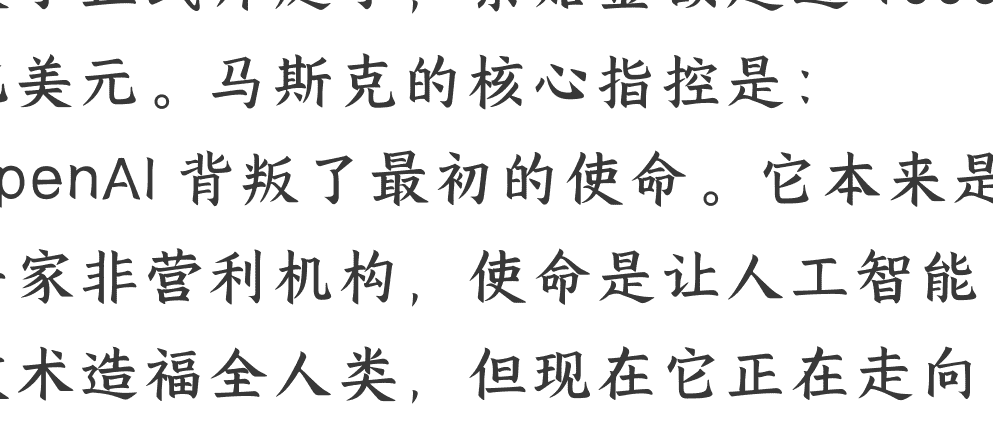 美元。马斯克的核心指控是：
penAI 背叛了最初的使命。它本来是
家非营利机构，使命是让人工智能
术造福全人类，但现在它正在走向